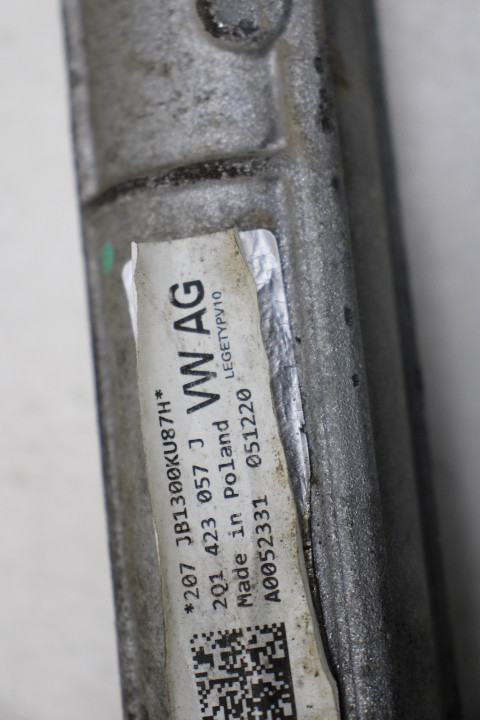 *207 JB1300KU87H*
2Q1 423 057 J VW AG
LEGETYPV10
Made in Poland
A0052331 051220